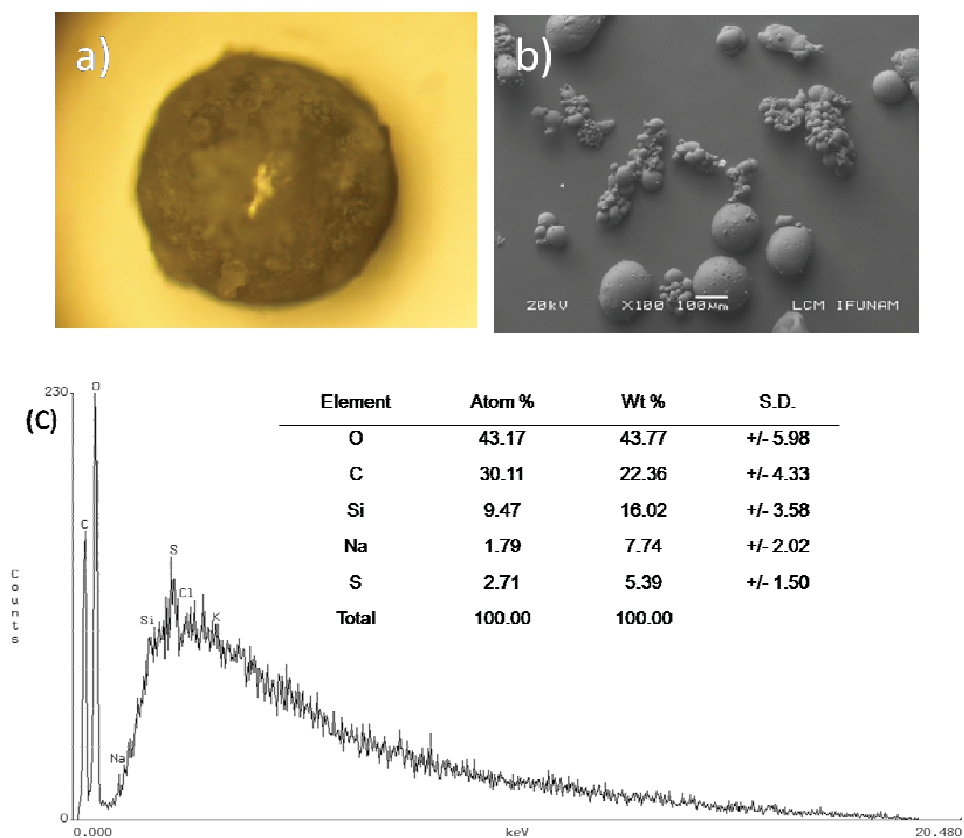 a)
b)
20kV X100 100μm LCM IFUNAM
(c)
230
O
C
S
Cl
Si
K
Na
Counts
0
0.000 keV 20.480
Element Atom % Wt % S.D.
O 43.17 43.77 +/- 5.98
C 30.11 22.36 +/- 4.33
Si 9.47 16.02 +/- 3.58
Na 1.79 7.74 +/- 2.02
S 2.71 5.39 +/- 1.50
Total 100.00 100.00